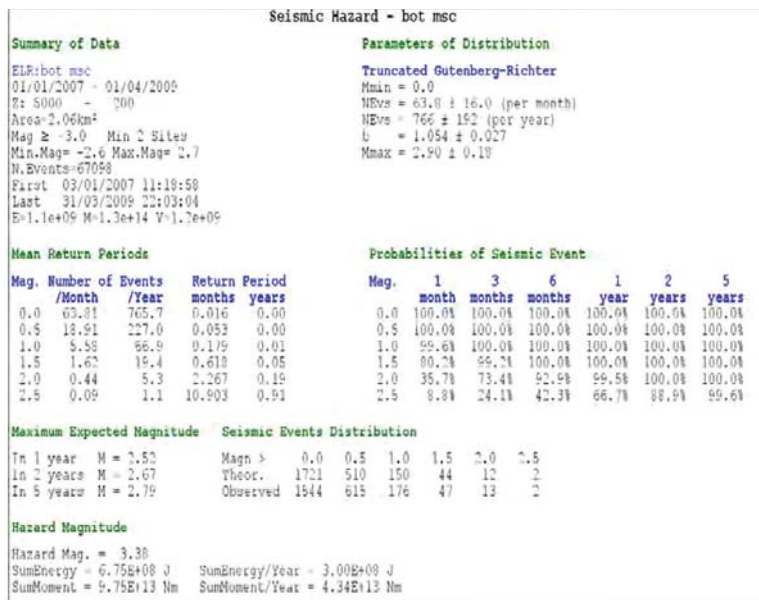 Seismic Hazard - bot msc
Summary of Data
ELR:bot msc
01/01/2007 - 01/04/2009
Z: 5000 - 200
Area=2.06km²
Mag ≥ -3.0 Min 2 Sites
Min.Mag= -2.6 Max.Mag= 2.7
N.Events=67098
First 03/01/2007 11:18:58
Last 31/03/2009 22:03:04
E=1.1e+09 M=1.3e+14 V=1.2e+09
Parameters of Distribution
Truncated Gutenberg-Richter
Mmin = 0.0
NEvs = 63.8 ± 16.0 (per month)
NEvs = 766 ± 192 (per year)
b = 1.054 ± 0.027
Mmax = 2.90 ± 0.18
Mean Return Periods
Mag. Number of Events Return Period
/Month /Year months years
0.0 63.81 765.7 0.016 0.00
0.5 18.91 227.0 0.053 0.00
1.0 5.58 66.9 0.179 0.01
1.5 1.62 19.4 0.618 0.05
2.0 0.44 5.3 2.267 0.19
2.5 0.09 1.1 10.903 0.91
Probabilities of Seismic Event
Mag. 1 3 6 1 2 5
month months months year years years
0.0 100.0% 100.0% 100.0% 100.0% 100.0% 100.0%
0.5 100.0% 100.0% 100.0% 100.0% 100.0% 100.0%
1.0 99.6% 100.0% 100.0% 100.0% 100.0% 100.0%
1.5 80.2% 99.2% 100.0% 100.0% 100.0% 100.0%
2.0 35.7% 73.4% 92.9% 99.5% 100.0% 100.0%
2.5 8.8% 24.1% 42.3% 66.7% 88.9% 99.6%
Maximum Expected Magnitude
In 1 year M = 2.52
In 2 years M = 2.67
In 5 years M = 2.79
Seismic Events Distribution
Magn > 0.0 0.5 1.0 1.5 2.0 2.5
Theor. 1721 510 150 44 12 2
Observed 1544 615 176 47 13 2
Hazard Magnitude
Hazard Mag. = 3.38
SumEnergy = 6.75E+08 J SumEnergy/Year = 3.00E+08 J
SumMoment = 9.75E+13 Nm SumMoment/Year = 4.34E+13 Nm